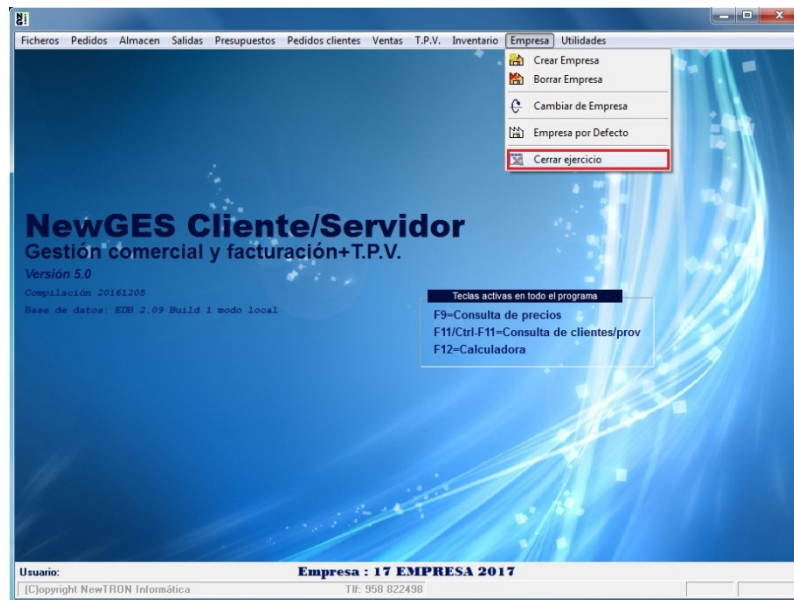 Ficheros Pedidos Almacen Salidas Presupuestos Pedidos clientes Ventas T.P.V. Inventario Empresa Utilidades
Crear Empresa
Borrar Empresa
Cambiar de Empresa
Empresa por Defecto
Cerrar ejercicio
NewGES Cliente/Servidor
Gestión comercial y facturación+T.P.V.
Versión 5.0
Compilación 20161205
Base de datos: EDB 2.09 Build 1 modo local
Teclas activas en todo el programa
F9=Consulta de precios
F11/Ctrl-F11=Consulta de clientes/prov
F12=Calculadora
Usuario:
Empresa : 17 EMPRESA 2017
(C)opyright NewTRON Informática
Tlf: 958 822498